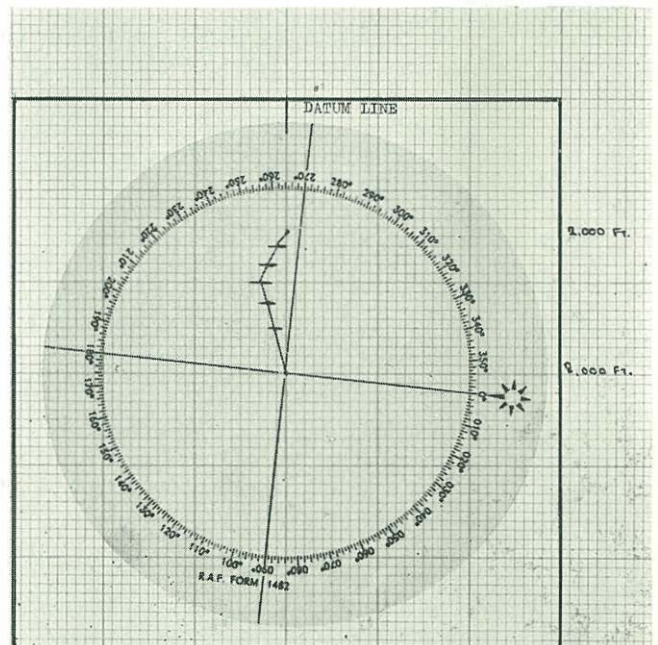 DATUM LINE
260° 270° 280° 290° 300° 310° 320° 330° 340° 350° 0° 010° 020° 030° 040° 050° 060° 070° 080° 090° 100° 110° 120° 130° 140° 150° 160° 170° 180° 190° 200° 210° 220° 230° 240° 250°
2,000 FT.
8,000 FT.
R.A.F. FORM 1482